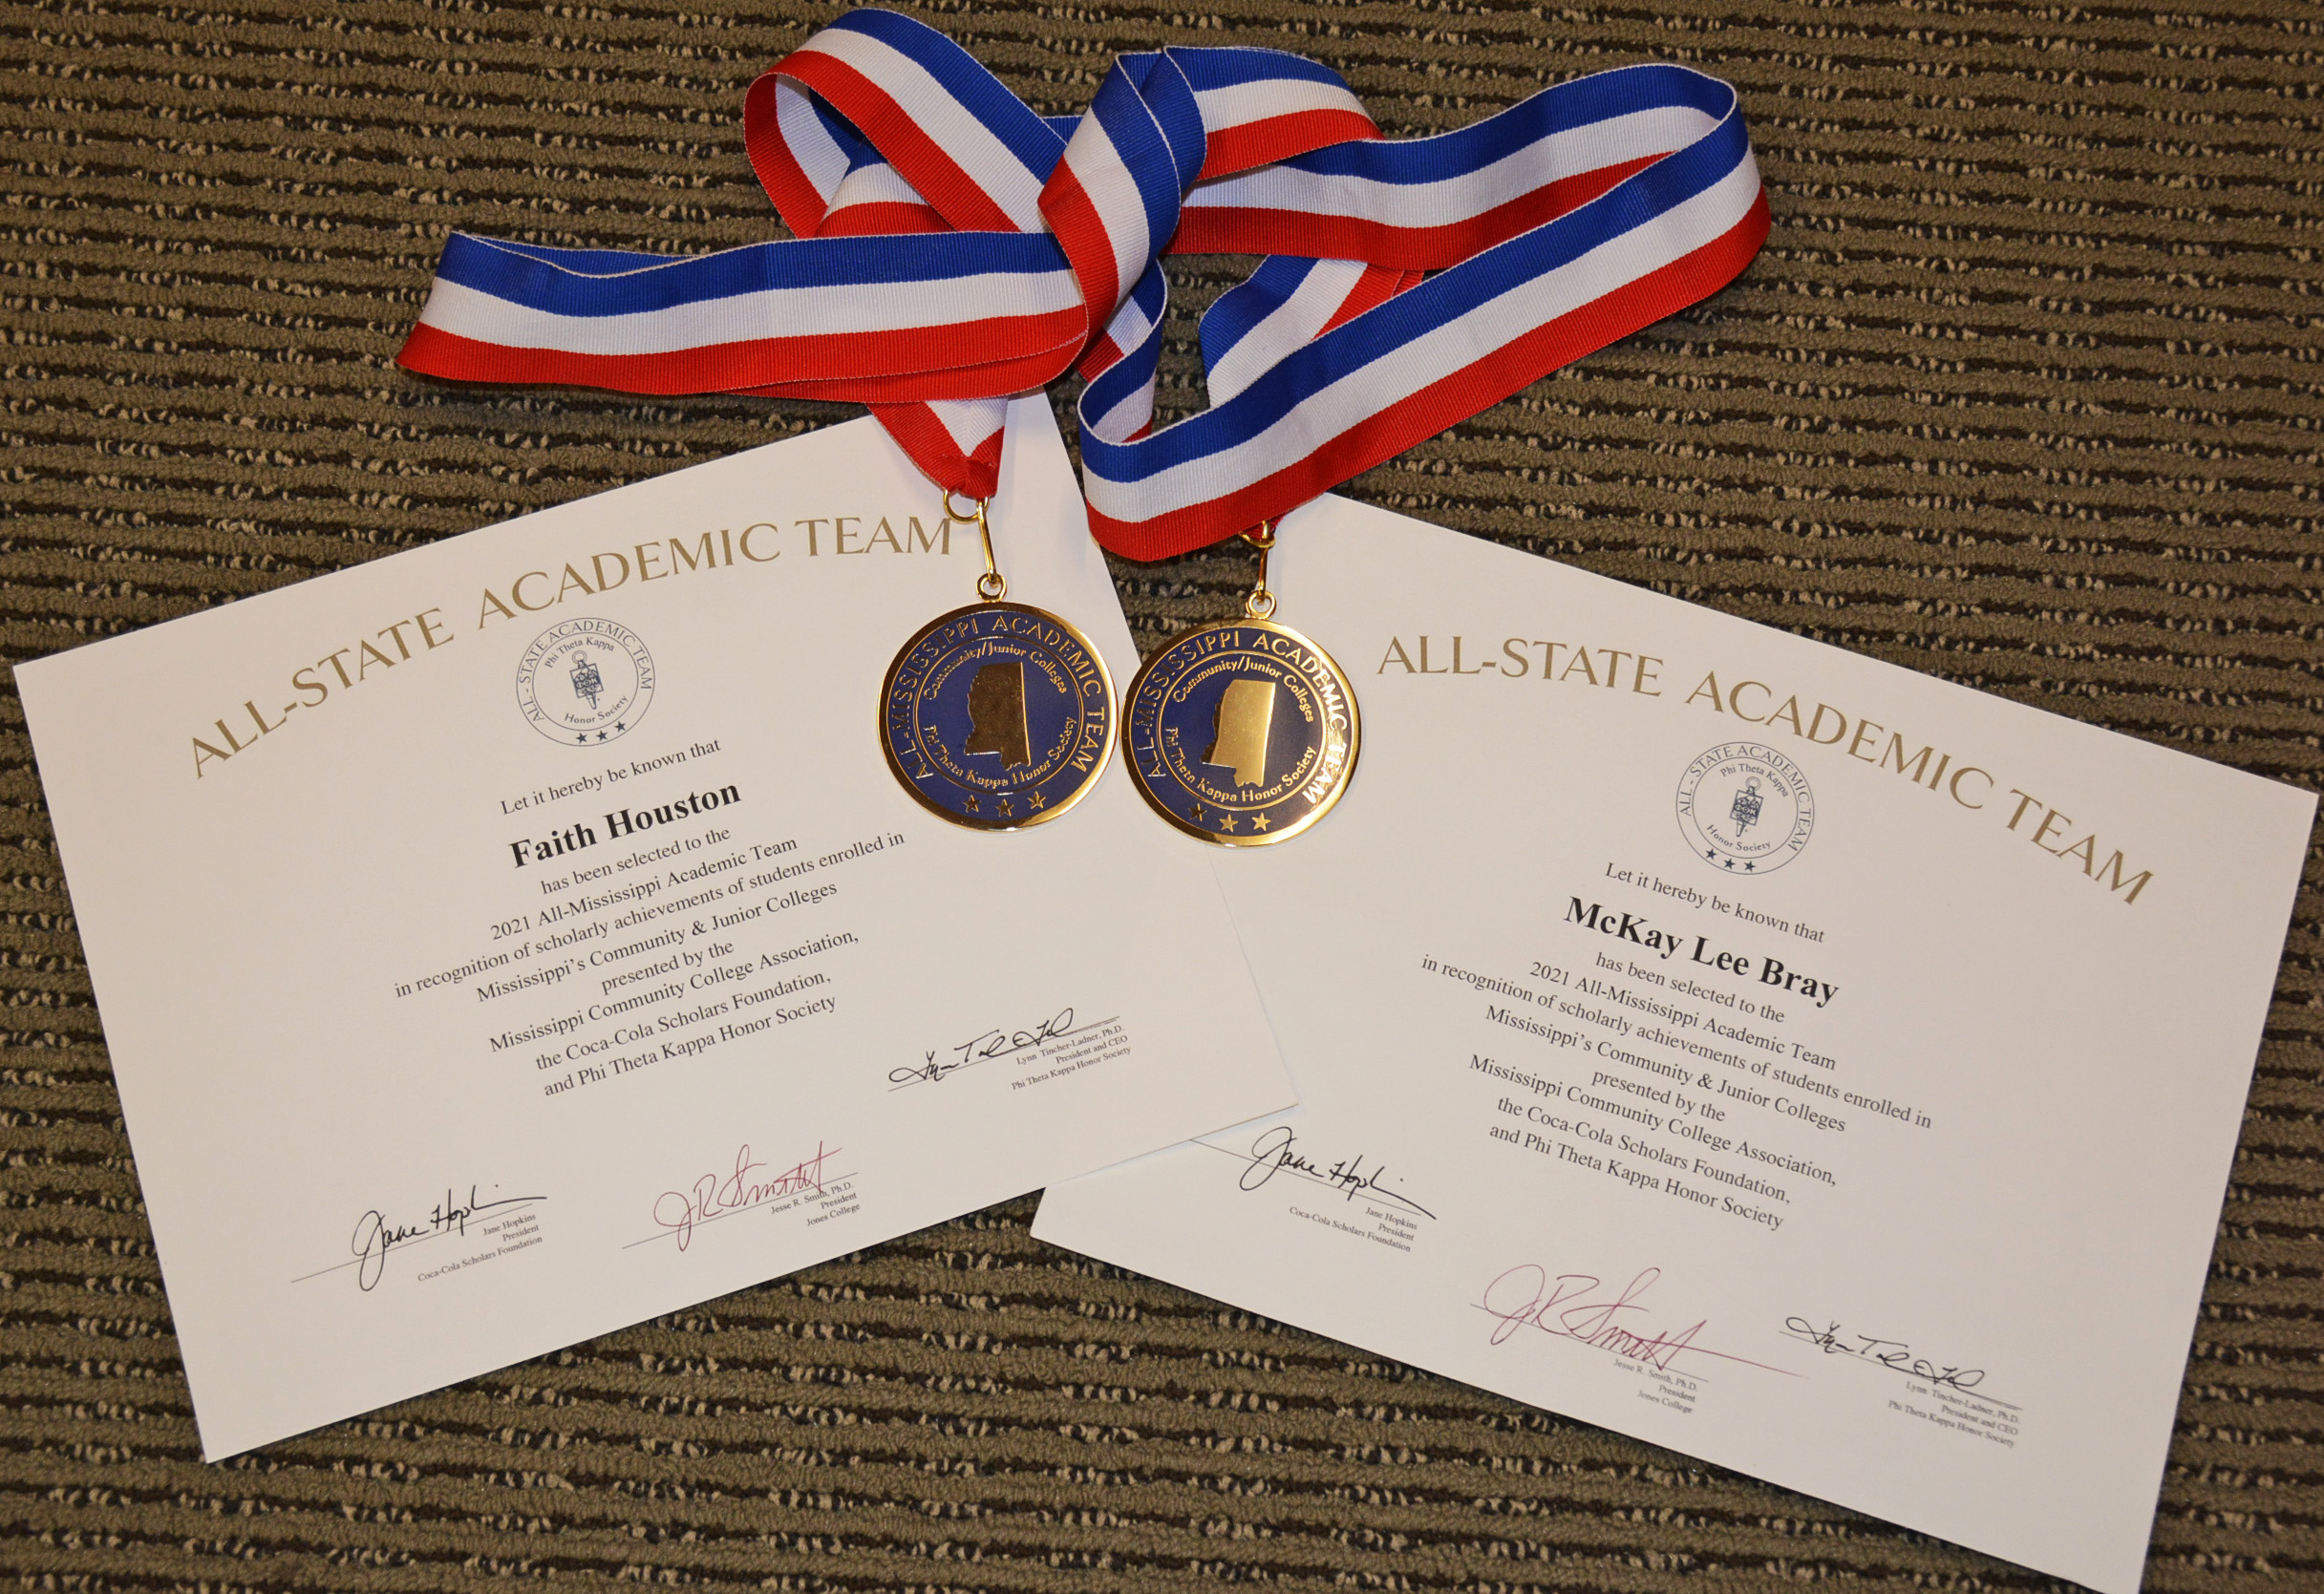 ALL-STATE ACADEMIC TEAM
ALL-STATE ACADEMIC TEAM
Phi Theta Kappa
Honor Society
Let it hereby be known that
Faith Houston
has been selected to the
2021 All-Mississippi Academic Team
in recognition of scholarly achievements of students enrolled in
Mississippi's Community & Junior Colleges
presented by the
Mississippi Community College Association,
the Coca-Cola Scholars Foundation,
and Phi Theta Kappa Honor Society
Jane Hopkins
President
Coca-Cola Scholars Foundation
Jesse R. Smith, Ph.D.
President
Jones College
Lynn Tincher-Ladner, Ph.D.
President and CEO
Phi Theta Kappa Honor Society
ALL-MISSISSIPPI ACADEMIC TEAM
Community/Junior Colleges
Phi Theta Kappa Honor Society
ALL-MISSISSIPPI ACADEMIC TEAM
Community/Junior Colleges
Phi Theta Kappa Honor Society
ALL-STATE ACADEMIC TEAM
ALL-STATE ACADEMIC TEAM
Phi Theta Kappa
Honor Society
Let it hereby be known that
McKay Lee Bray
has been selected to the
2021 All-Mississippi Academic Team
in recognition of scholarly achievements of students enrolled in
Mississippi's Community & Junior Colleges
presented by the
Mississippi Community College Association,
the Coca-Cola Scholars Foundation,
and Phi Theta Kappa Honor Society
Jane Hopkins
President
Coca-Cola Scholars Foundation
Jesse R. Smith, Ph.D.
President
Jones College
Lynn Tincher-Ladner, Ph.D.
President and CEO
Phi Theta Kappa Honor Society